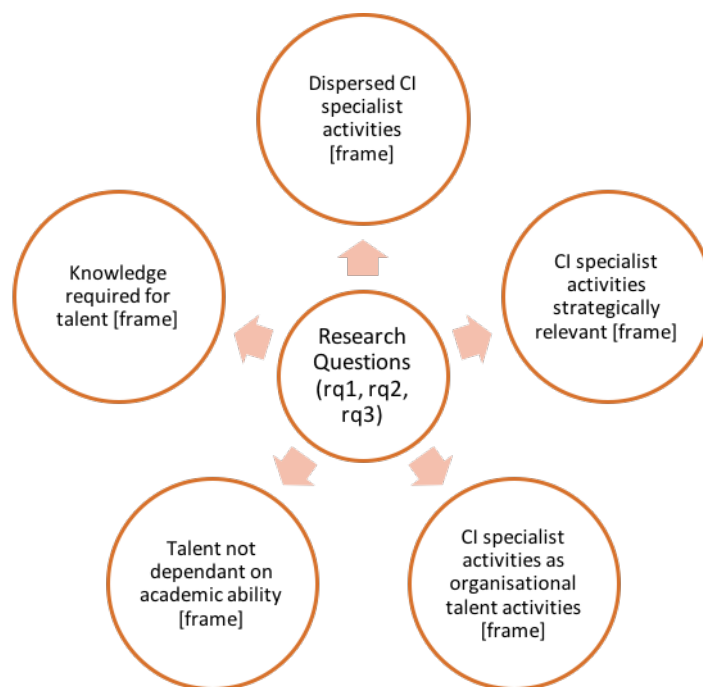 Dispersed CI
specialist
activities
[frame]
Knowledge
required for
talent [frame]
CI specialist
activities
strategically
relevant [frame]
Research
Questions
(rq1, rq2,
rq3)
Talent not
dependant on
academic ability
[frame]
CI specialist
activities as
organisational
talent activities
[frame]